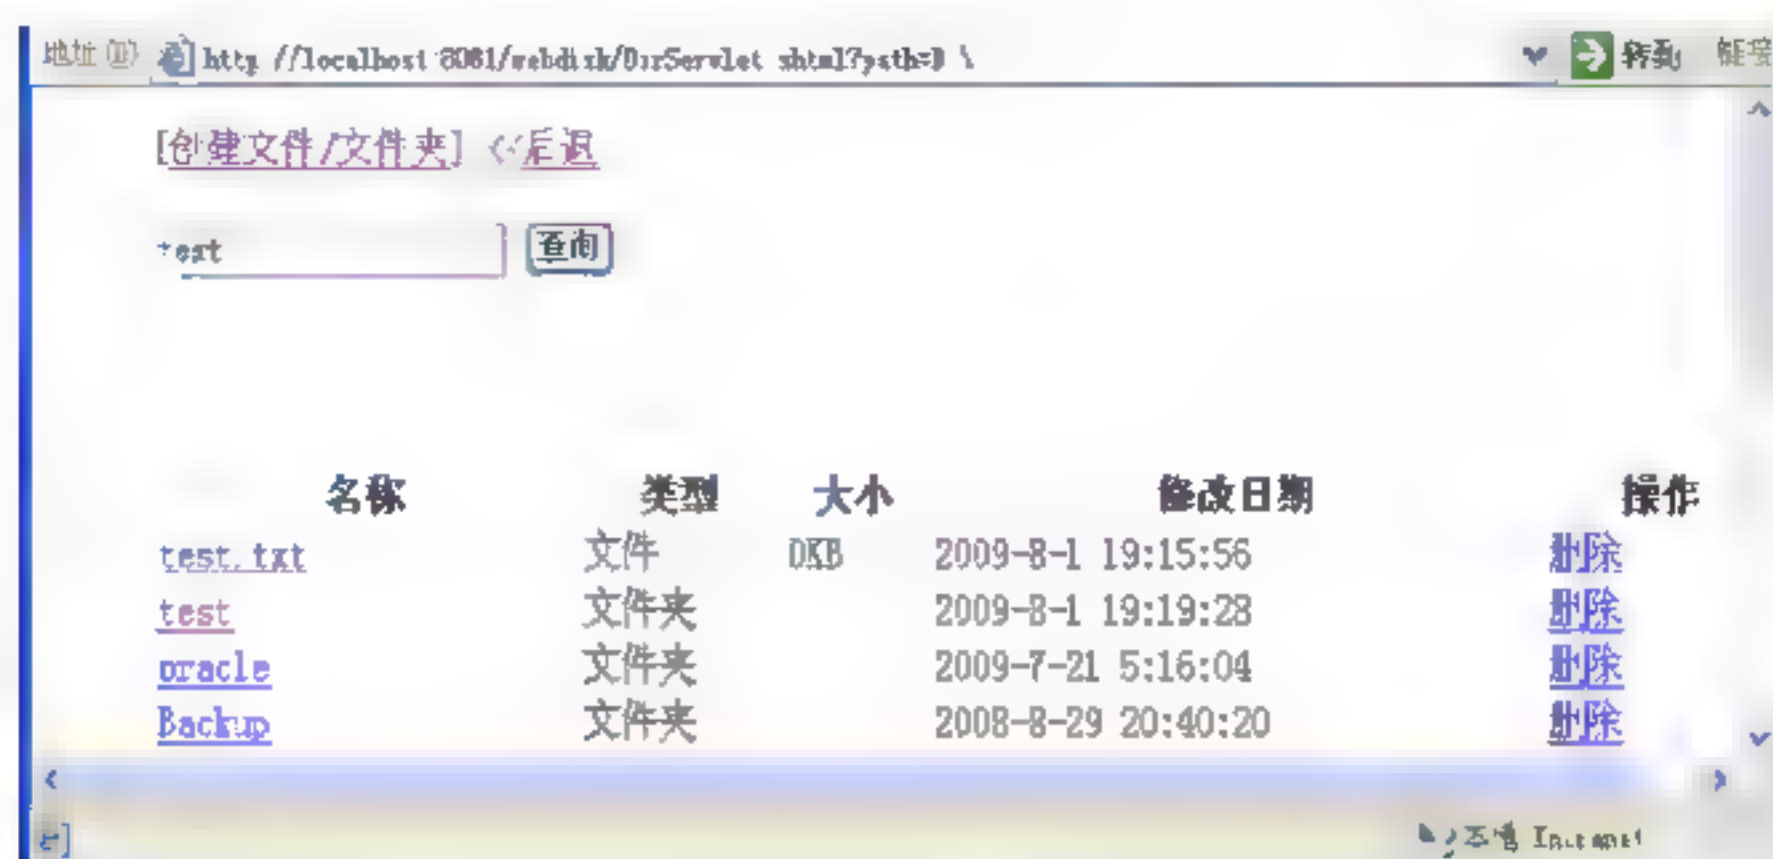 地址(D) http://localhost:8081/webdisk/DirServlet.shtml?path=D:\ 转到 链接
[创建文件/文件夹] <<后退
test 查询
名称 类型 大小 修改日期 操作
test.txt 文件 0KB 2009-8-1 19:15:56 删除
test 文件夹 2009-8-1 19:19:28 删除
oracle 文件夹 2009-7-21 5:16:04 删除
Backup 文件夹 2008-8-29 20:40:20 删除
Intranet